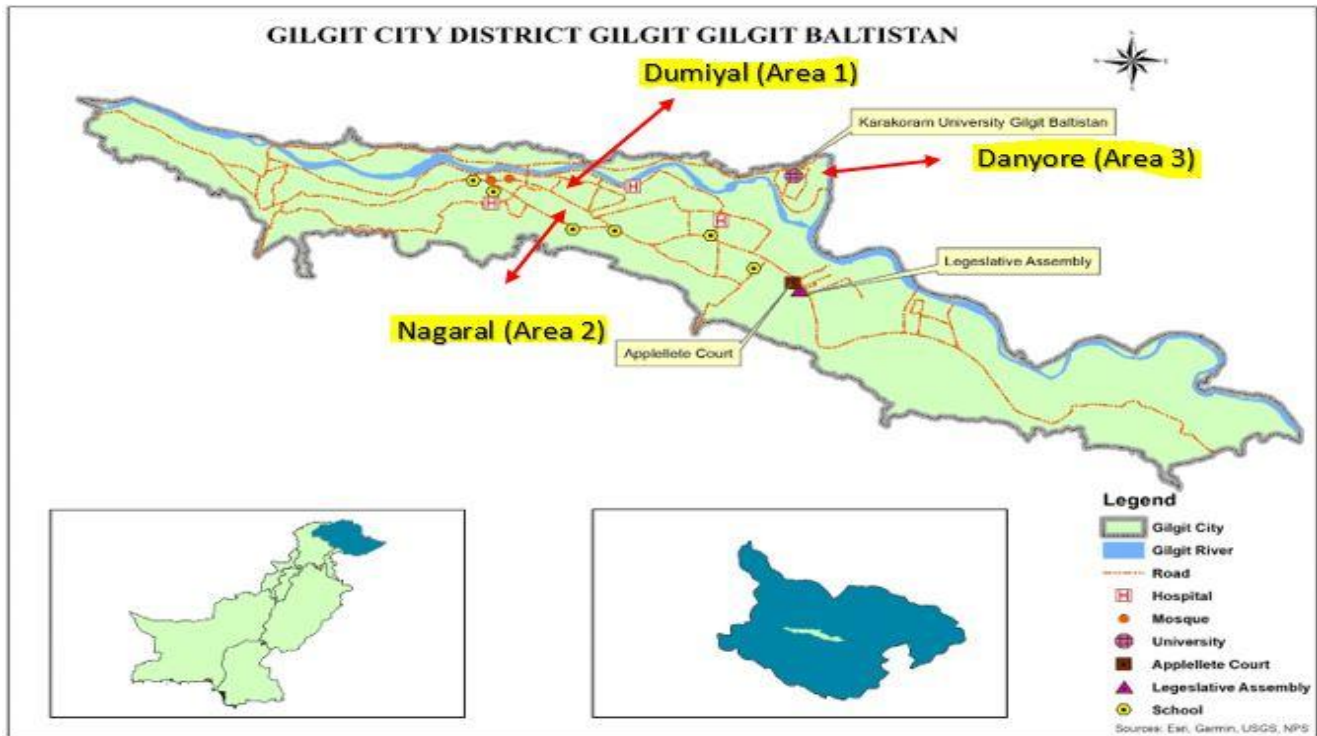 GILGIT CITY DISTRICT GILGIT GILGIT BALTISTAN
Dumiyal (Area 1)
Karakoram University Gilgit Baltistan
Danyore (Area 3)
H
H
H
Legeslative Assembly
Nagaral (Area 2)
Applellete Court
Legend
Gilgit City
Gilgit River
Road
H Hospital
Mosque
University
Applellete Court
Legeslative Assembly
School
Sources: Esri, Garmin, USGS, NPS